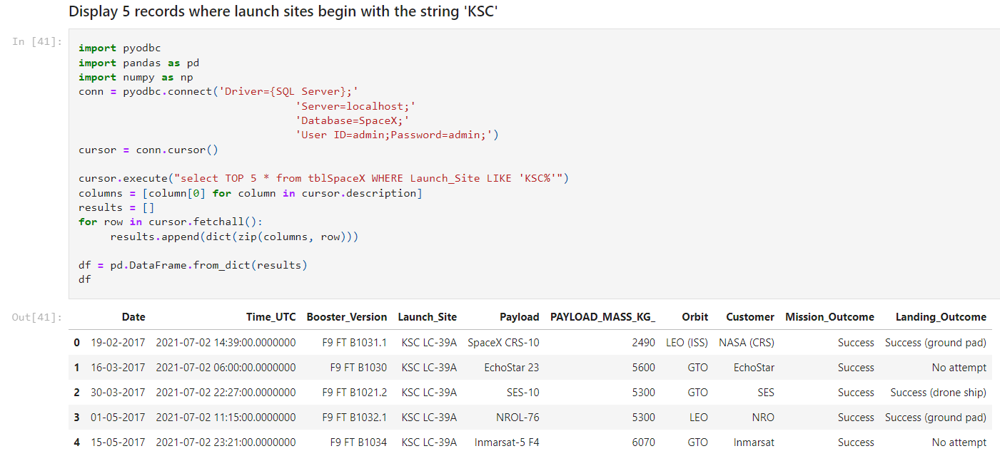 Display 5 records where launch sites begin with the string 'KSC'
In [41]:
import pyodbc
import pandas as pd
import numpy as np
conn = pyodbc.connect('Driver={SQL Server};'
'Server=localhost;'
'Database=SpaceX;'
'User ID=admin;Password=admin;')
cursor = conn.cursor()
cursor.execute("select TOP 5 * from tblSpaceX WHERE Launch_Site LIKE 'KSC%'")
columns = [column[0] for column in cursor.description]
results = []
for row in cursor.fetchall():
results.append(dict(zip(columns, row)))
df = pd.DataFrame.from_dict(results)
df
Out[41]:
Date Time_UTC Booster_Version Launch_Site Payload PAYLOAD_MASS_KG_ Orbit Customer Mission_Outcome Landing_Outcome
0 19-02-2017 2021-07-02 14:39:00.0000000 F9 FT B1031.1 KSC LC-39A SpaceX CRS-10 2490 LEO (ISS) NASA (CRS) Success Success (ground pad)
1 16-03-2017 2021-07-02 06:00:00.0000000 F9 FT B1030 KSC LC-39A EchoStar 23 5600 GTO EchoStar Success No attempt
2 30-03-2017 2021-07-02 22:27:00.0000000 F9 FT B1021.2 KSC LC-39A SES-10 5300 GTO SES Success Success (drone ship)
3 01-05-2017 2021-07-02 11:15:00.0000000 F9 FT B1032.1 KSC LC-39A NROL-76 5300 LEO NRO Success Success (ground pad)
4 15-05-2017 2021-07-02 23:21:00.0000000 F9 FT B1034 KSC LC-39A Inmarsat-5 F4 6070 GTO Inmarsat Success No attempt